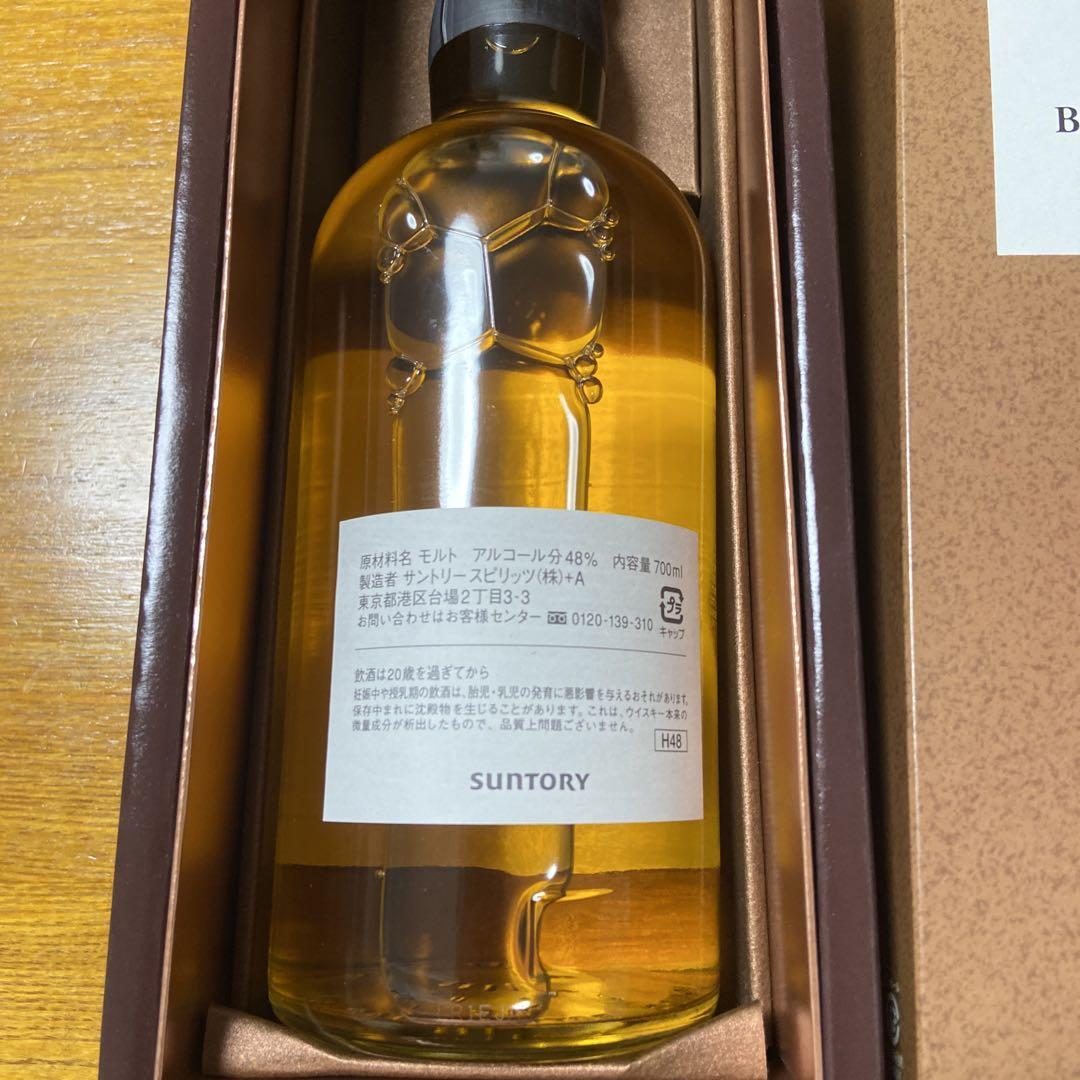 原材料名 モルト アルコール分48% 内容量700ml
製造者 サントリースピリッツ(株)+A
東京都港区台場2丁目3-3
お問い合わせはお客様センター 0120-139-310
プラ
キャップ
飲酒は20歳を過ぎてから
妊娠中や授乳期の飲酒は、胎児・乳児の発育に悪影響を与えるおそれがあります。
保存中まれに沈殿物を生じることがあります。これは、ウイスキー本来の
微量成分が析出したもので、品質上問題ございません。
H48
SUNTORY
B